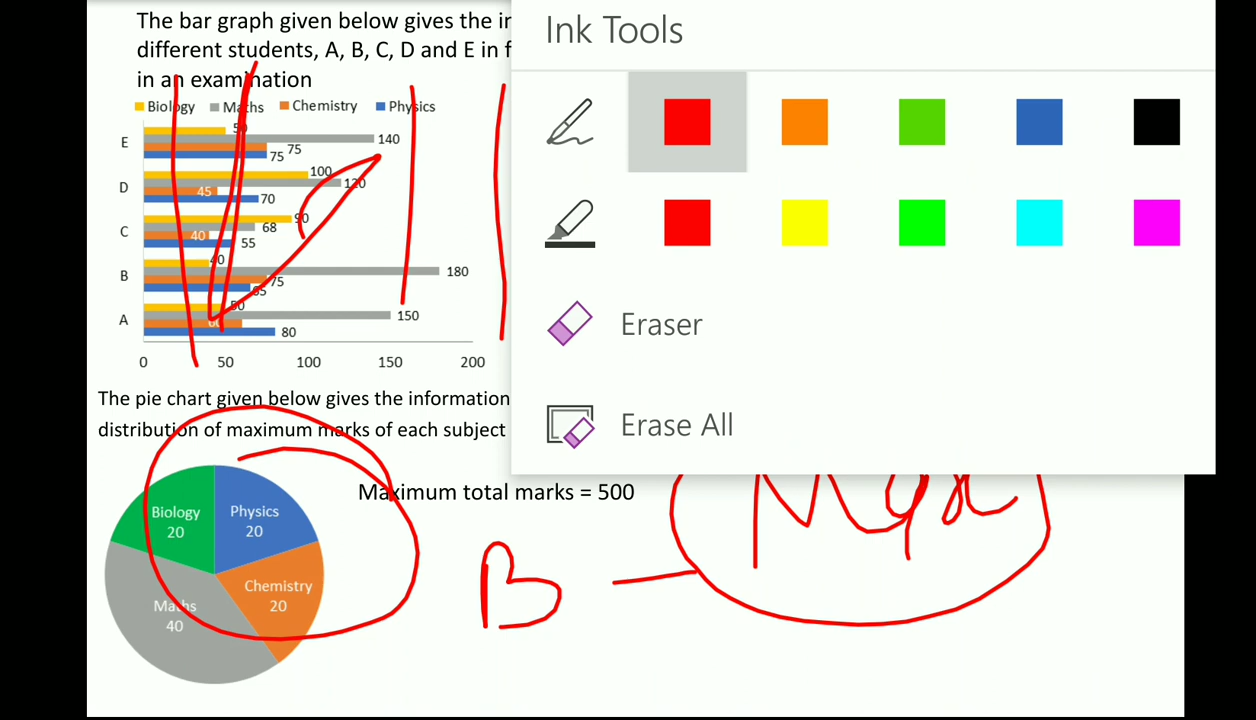 The bar graph given below gives the
different students, A, B, C, D and E in
in an examination
Ink Tools
Biology Maths Chemistry Physics
E 50 140 75 75
D 100 120 45 70
C 90 68 40 55
B 40 180 75 65
A 50 150 60 80
0 50 100 150 200
Eraser
Erase All
The pie chart given below gives the information
distribution of maximum marks of each subject
Maximum total marks = 500
Biology
20
Physics
20
Chemistry
20
Maths
40
B